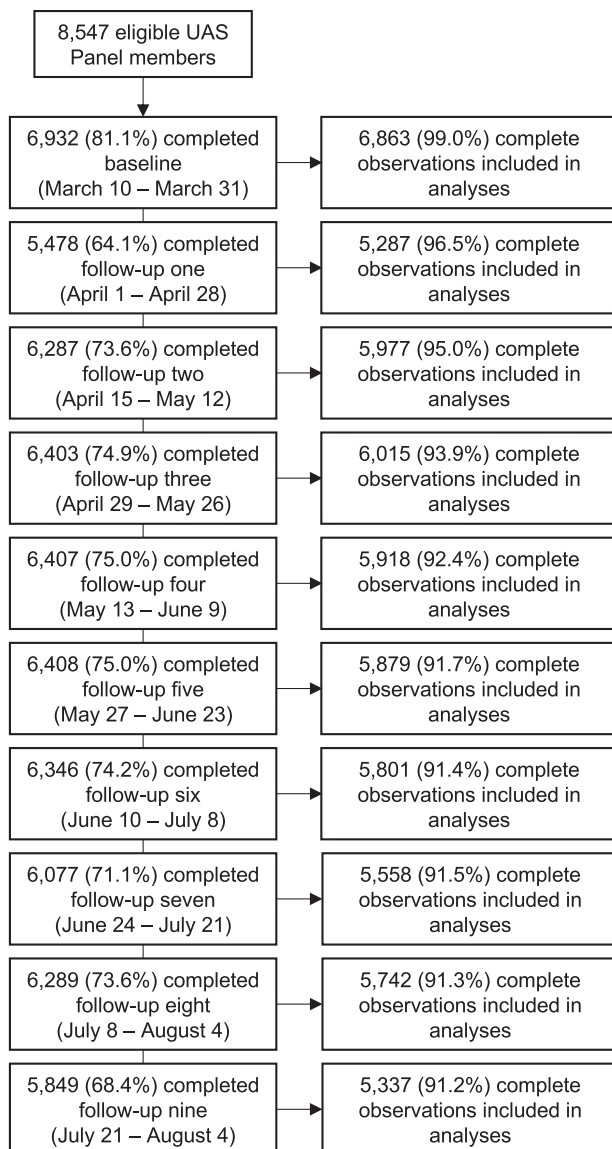 8,547 eligible UAS
Panel members
6,932 (81.1%) completed
baseline
(March 10 – March 31)
6,863 (99.0%) complete
observations included in
analyses
5,478 (64.1%) completed
follow-up one
(April 1 – April 28)
5,287 (96.5%) complete
observations included in
analyses
6,287 (73.6%) completed
follow-up two
(April 15 – May 12)
5,977 (95.0%) complete
observations included in
analyses
6,403 (74.9%) completed
follow-up three
(April 29 – May 26)
6,015 (93.9%) complete
observations included in
analyses
6,407 (75.0%) completed
follow-up four
(May 13 – June 9)
5,918 (92.4%) complete
observations included in
analyses
6,408 (75.0%) completed
follow-up five
(May 27 – June 23)
5,879 (91.7%) complete
observations included in
analyses
6,346 (74.2%) completed
follow-up six
(June 10 – July 8)
5,801 (91.4%) complete
observations included in
analyses
6,077 (71.1%) completed
follow-up seven
(June 24 – July 21)
5,558 (91.5%) complete
observations included in
analyses
6,289 (73.6%) completed
follow-up eight
(July 8 – August 4)
5,742 (91.3%) complete
observations included in
analyses
5,849 (68.4%) completed
follow-up nine
(July 21 – August 4)
5,337 (91.2%) complete
observations included in
analyses